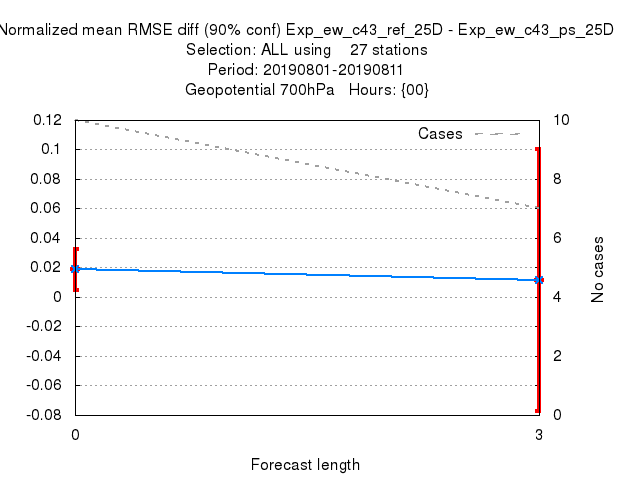 Normalized mean RMSE diff (90% conf) Exp_ew_c43_ref_25D - Exp_ew_c43_ps_25D
Selection: ALL using    27 stations
Period: 20190801-20190811
Geopotential 700hPa   Hours: {00}
Cases
0.12
0.1
0.08
0.06
0.04
0.02
0
-0.02
-0.04
-0.06
-0.08
10
8
6
4
2
0
No cases
0
3
Forecast length